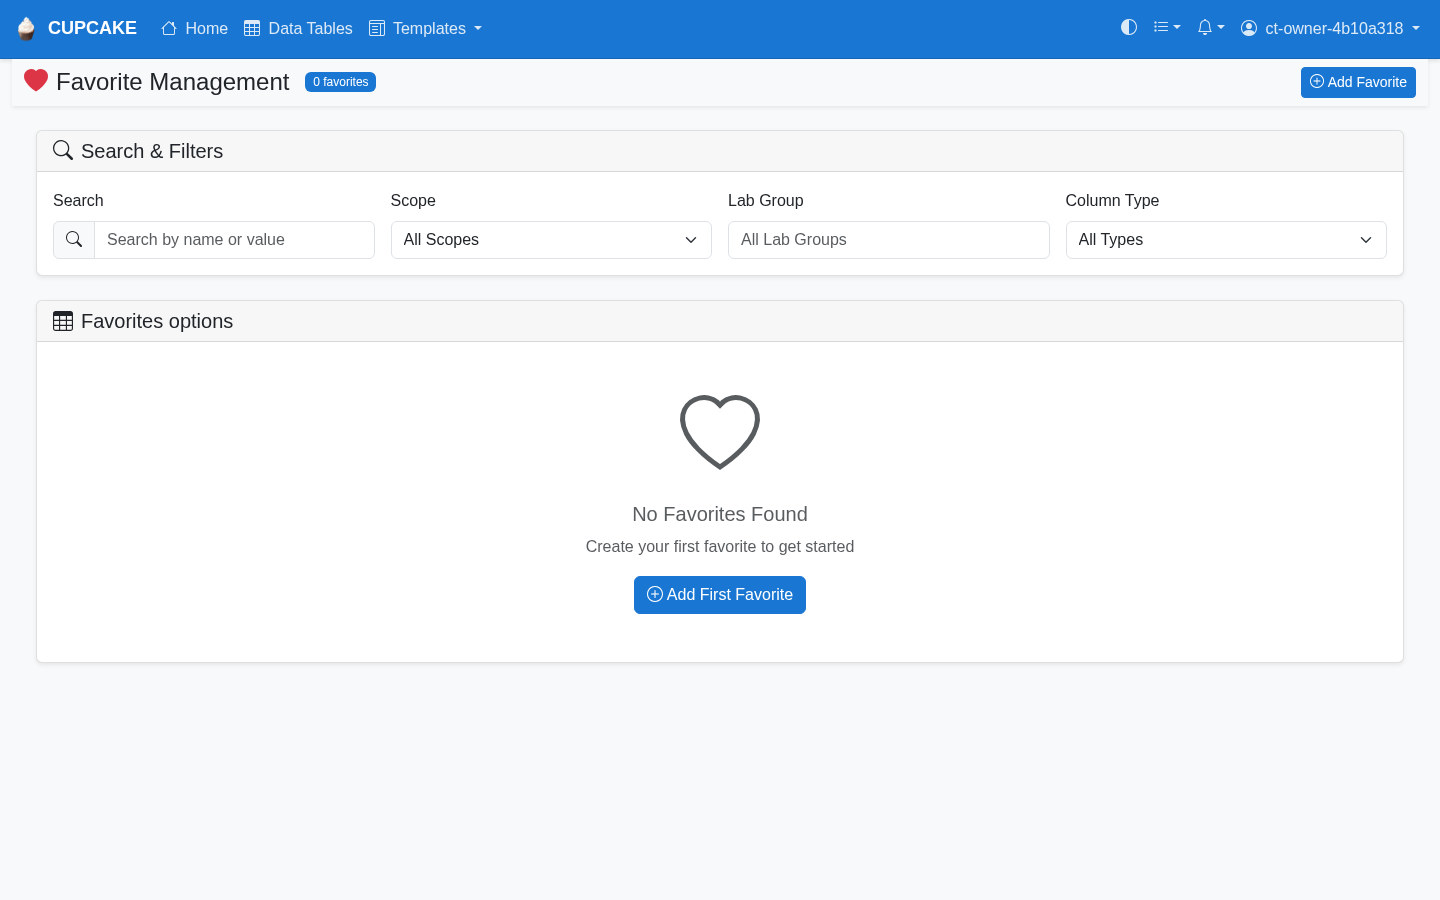 CUPCAKE Home Data Tables Templates ct-owner-4b10a318
Favorite Management 0 favorites Add Favorite
Search & Filters
Search Scope Lab Group Column Type
Search by name or value All Scopes All Lab Groups All Types
Favorites options
No Favorites Found
Create your first favorite to get started
Add First Favorite